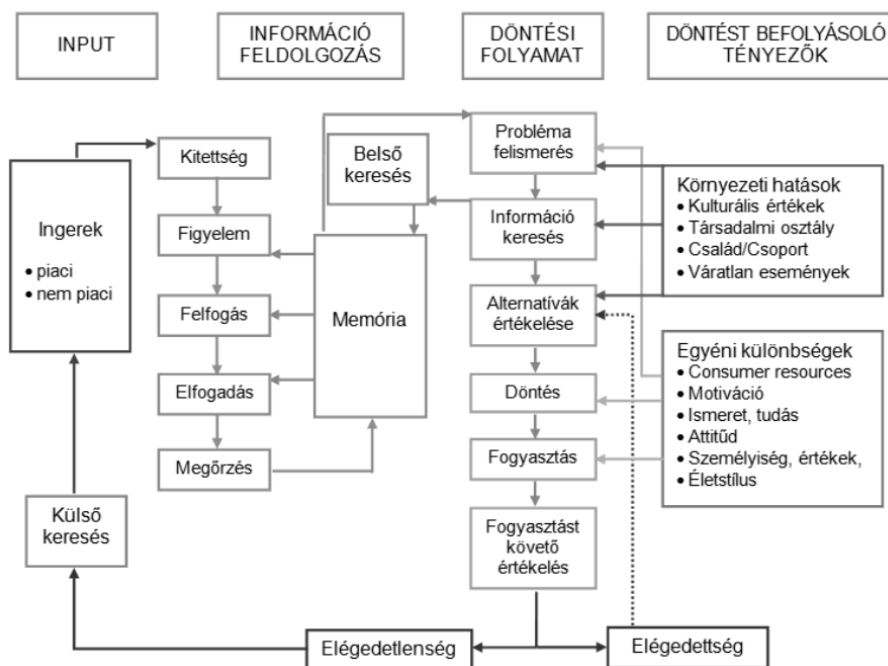 INPUT
INFORMÁCIÓ
FELDOLGOZÁS
DÖNTÉSI
FOLYAMAT
DÖNTÉST BEFOLYÁSOLÓ
TÉNYEZŐK
Ingerek
• piaci
• nem piaci
Külső
keresés
Kitettség
Figyelem
Felfogás
Elfogadás
Megőrzés
Belső
keresés
Memória
Probléma
felismerés
Információ
keresés
Alternatívák
értékelése
Döntés
Fogyasztás
Fogyasztást
követő
értékelés
Környezeti hatások
• Kulturális értékek
• Társadalmi osztály
• Család/Csoport
• Váratlan események
Egyéni különbségek
• Consumer resources
• Motiváció
• Ismeret, tudás
• Attitűd
• Személyiség, értékek,
• Életstílus
Elégedetlenség
Elégedettség